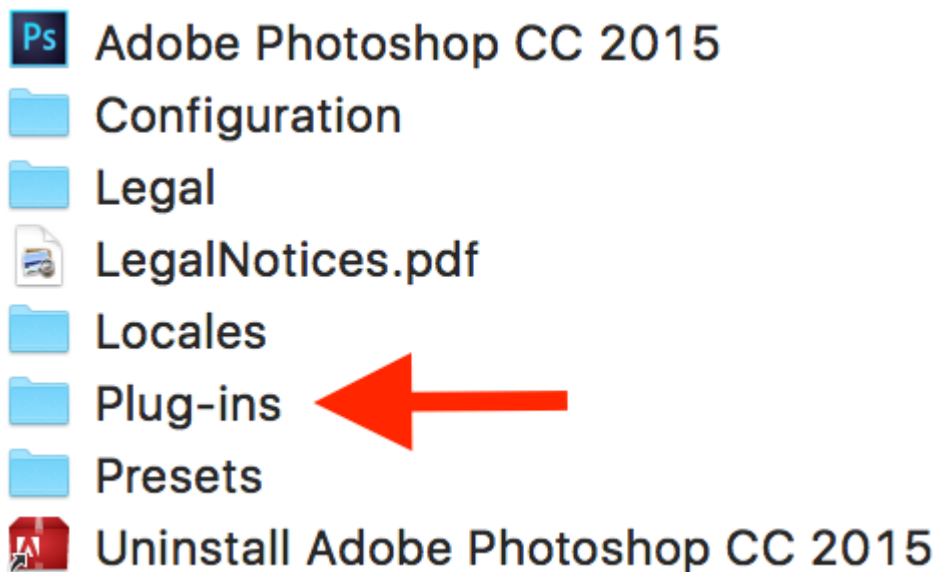 Ps Adobe Photoshop CC 2015
Configuration
Legal
LegalNotices.pdf
Locales
Plug-ins
Presets
Uninstall Adobe Photoshop CC 2015